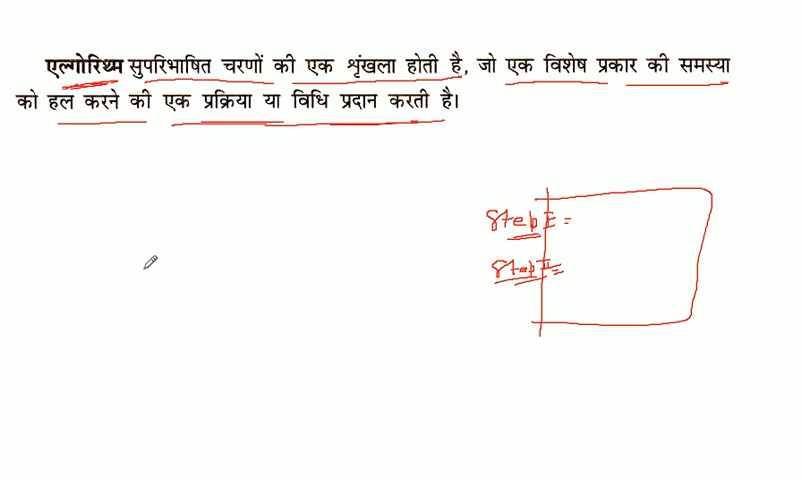 एल्गोरिथ्म सुपरिभाषित चरणों की एक शृंखला होती है, जो एक विशेष प्रकार की समस्या
को हल करने की एक प्रक्रिया या विधि प्रदान करती है।
Step I =
Step II =